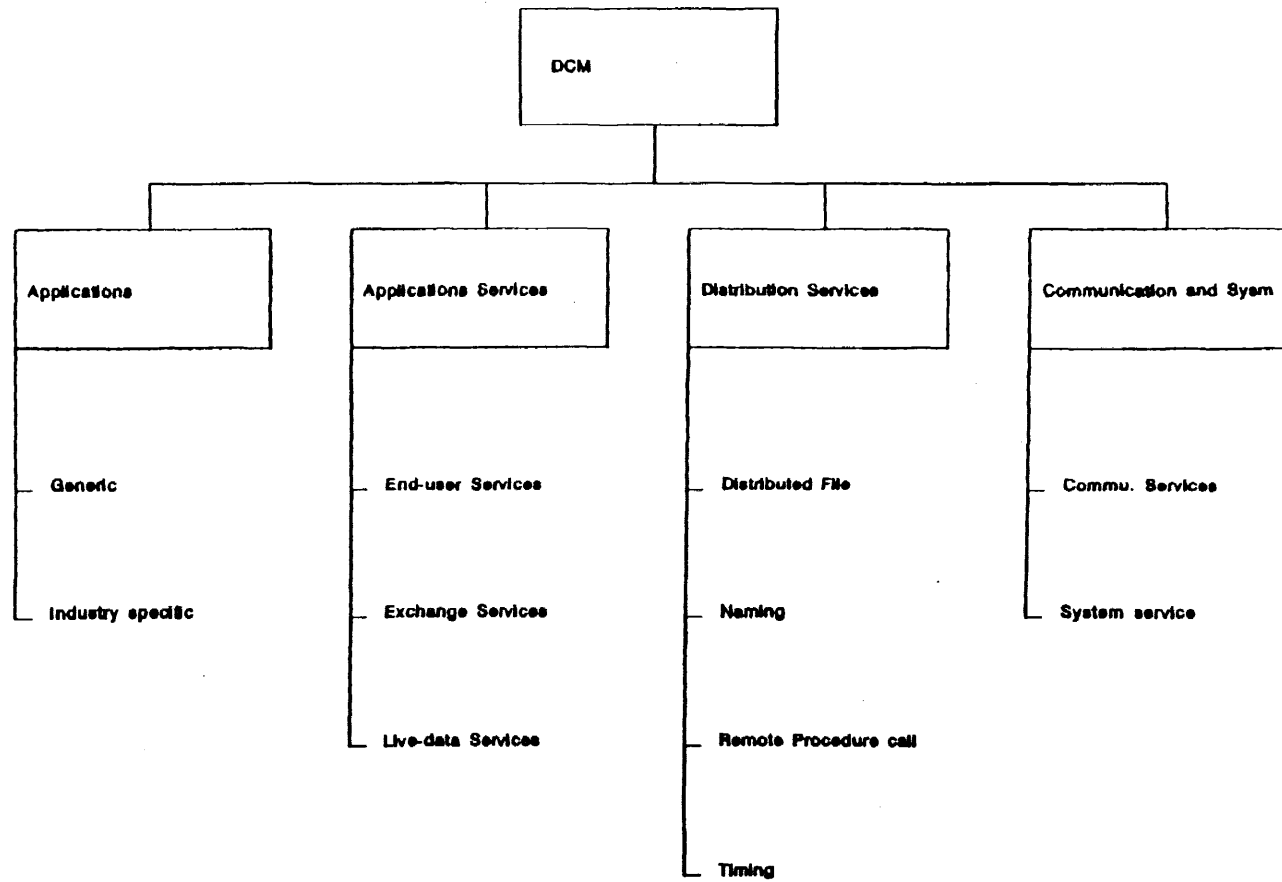 DCM
Applications
Applications Services
Distribution Services
Communication and Sysm
Generic
End-user Services
Distributed File
Commu. Services
Industry specific
Exchange Services
Naming
System service
Live-data Services
Remote Procedure call
Timing